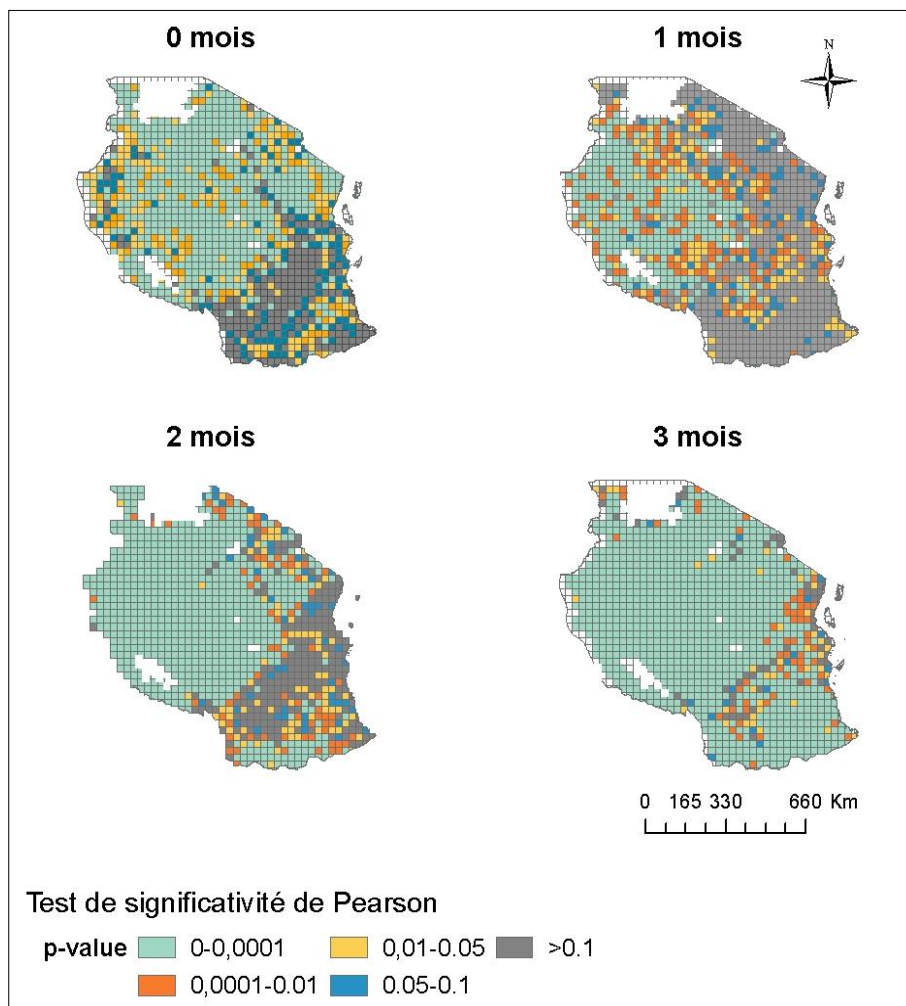 0 mois
1 mois
N
2 mois
3 mois
0 165 330 660 Km
Test de significativité de Pearson
p-value 0-0,0001 0,01-0.05 >0.1
0,0001-0.01 0.05-0.1